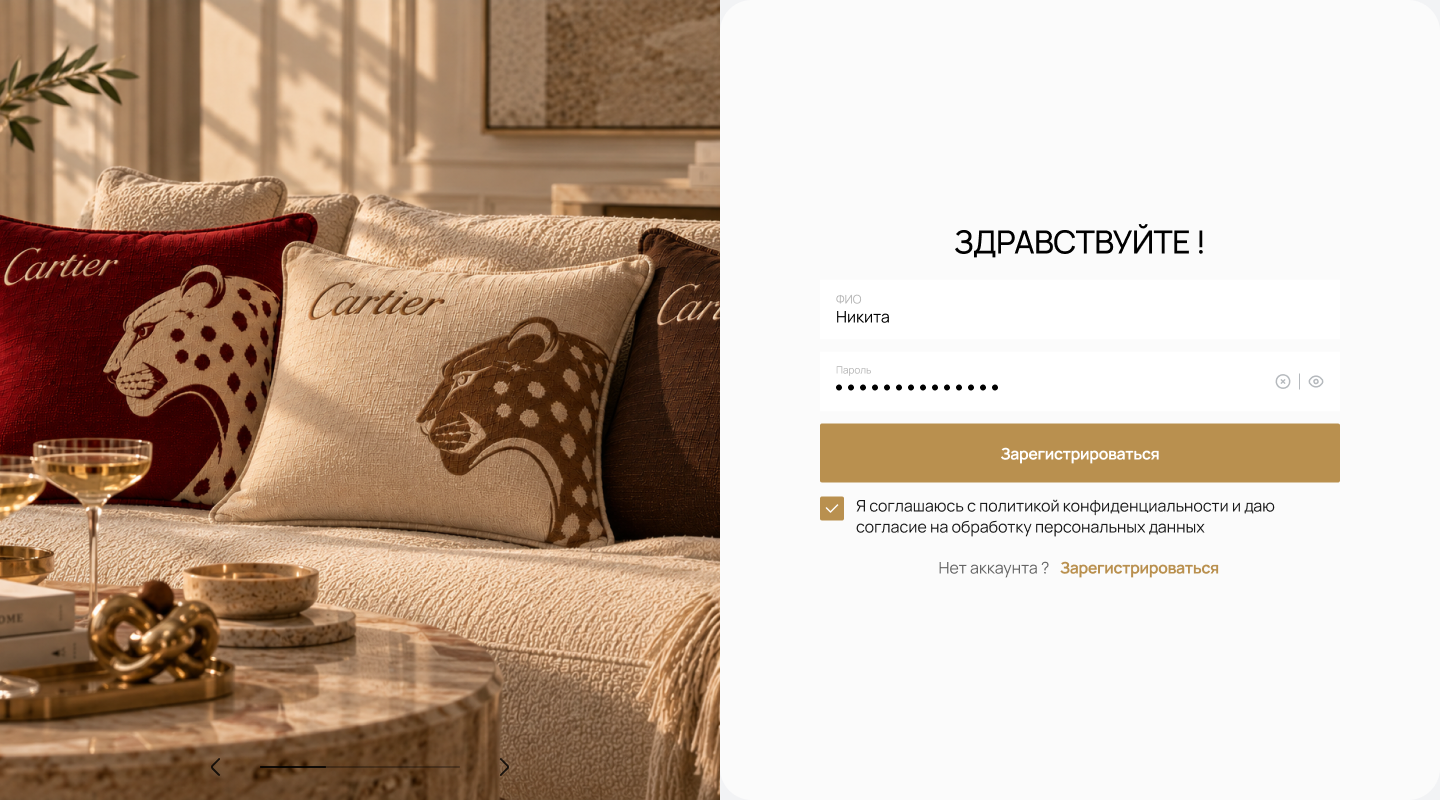 Cartier
Cartier
OME
ЗДРАВСТВУЙТЕ !
ФИО
Никита
Пароль
Зарегистрироваться
Я соглашаюсь с политикой конфиденциальности и даю
согласие на обработку персональных данных
Нет аккаунта ? Зарегистрироваться